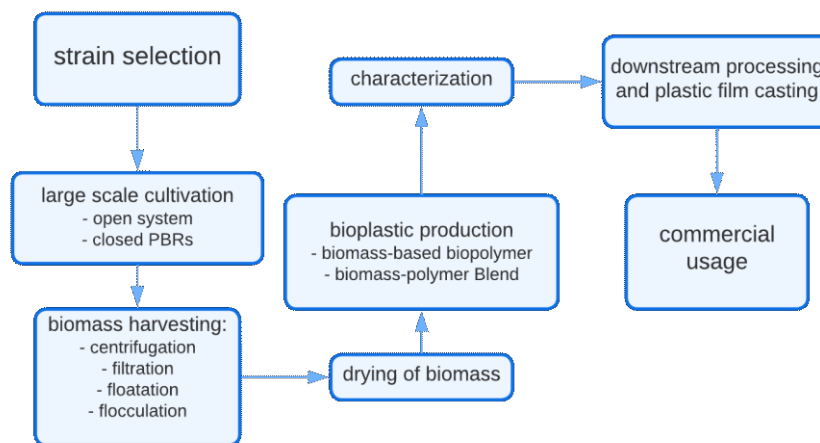 strain selection
large scale cultivation
- open system
- closed PBRs
biomass harvesting:
- centrifugation
- filtration
- floatation
- flocculation
drying of biomass
bioplastic production
- biomass-based biopolymer
- biomass-polymer Blend
characterization
downstream processing
and plastic film casting
commercial
usage